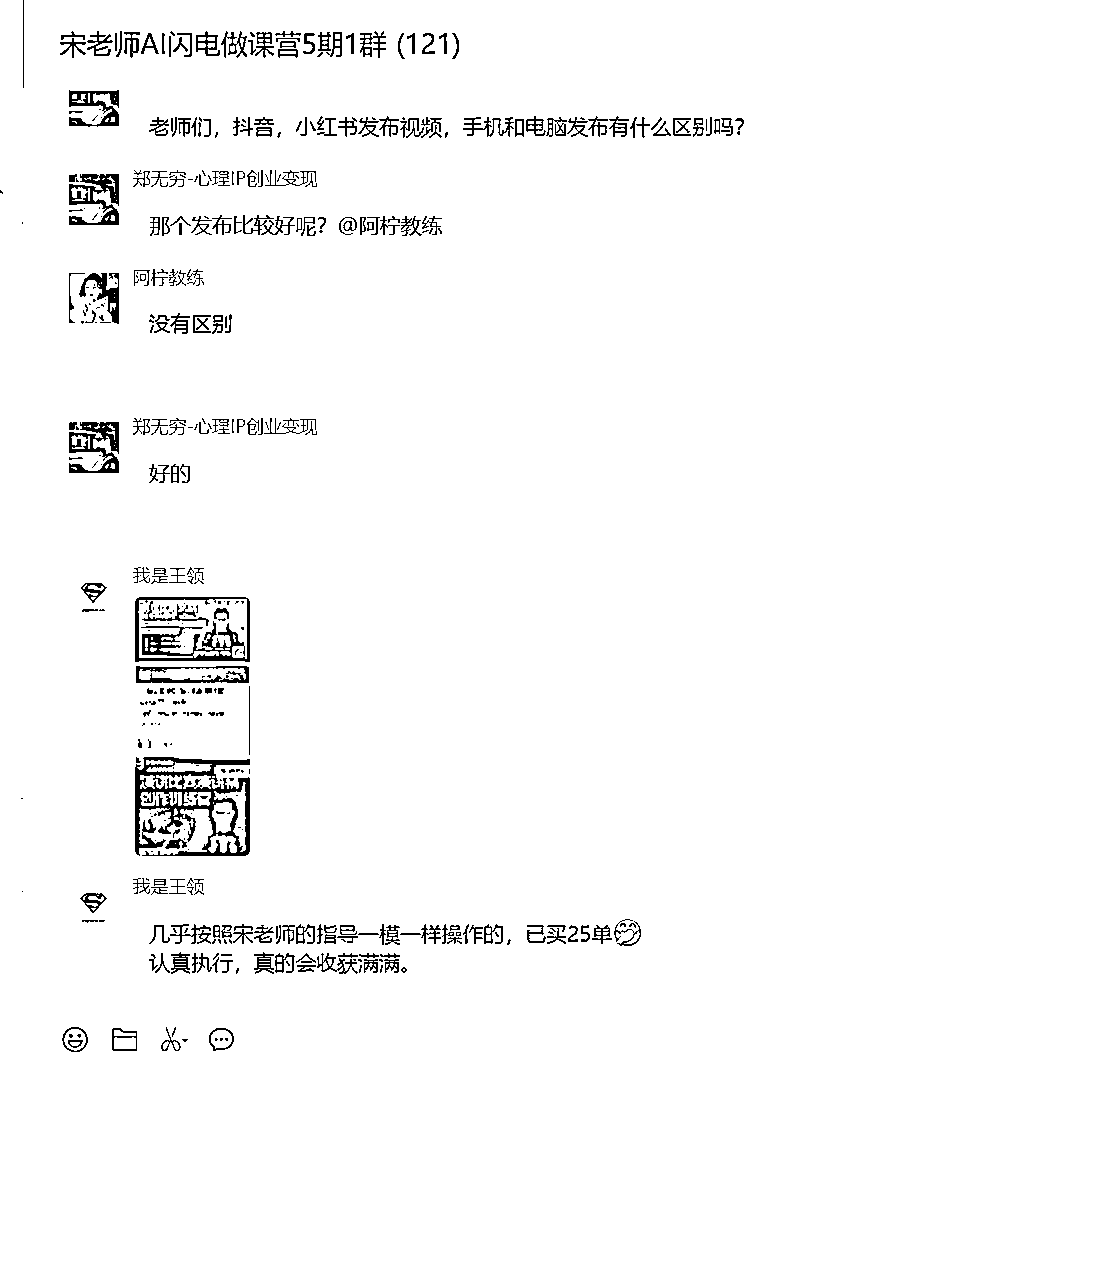 宋老师AI闪电做课营5期1群 (121)
老师们，抖音，小红书发布视频，手机和电脑发布有什么区别吗？
郑无穷-心理IP创业变现
那个发布比较好呢？@阿柠教练
阿柠教练
没有区别
郑无穷-心理IP创业变现
好的
我是王领
我是王领
几乎按照宋老师的指导一模一样操作的，已买25单
认真执行，真的会收获满满。